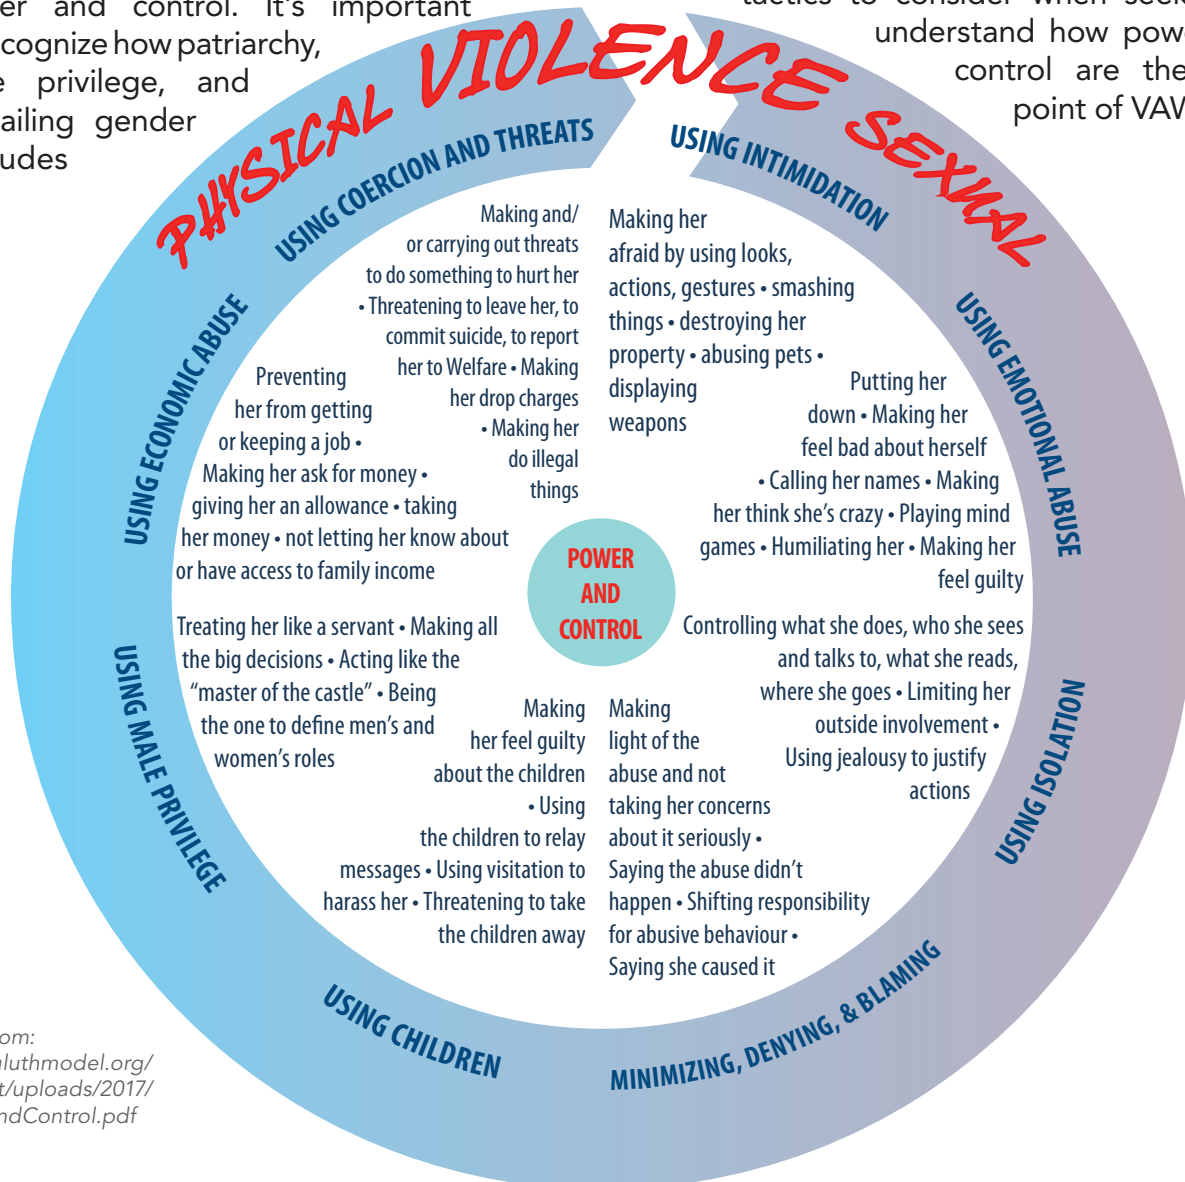 and control. It's important
how patriarchy,
privilege, and
gender
tactics to consider when
understand how
control are the
point of
PHYSICAL VIOLENCE SEXUAL
USING COERCION AND THREATS
Making and/
or carrying out threats
to do something to hurt her
• Threatening to leave her, to
commit suicide, to report
her to Welfare • Making
her drop charges
• Making her
do illegal
things
USING INTIMIDATION
Making her
afraid by using looks,
actions, gestures • smashing
things • destroying her
property • abusing pets •
displaying
weapons
USING EMOTIONAL ABUSE
Putting her
down • Making her
feel bad about herself
• Calling her names • Making
her think she's crazy • Playing mind
games • Humiliating her • Making her
feel guilty
USING ISOLATION
Controlling what she does, who she sees
and talks to, what she reads,
where she goes • Limiting her
outside involvement •
Using jealousy to justify
actions
MINIMIZING, DENYING, & BLAMING
Making
light of the
abuse and not
taking her concerns
about it seriously •
Saying the abuse didn't
happen • Shifting responsibility
for abusive behaviour •
Saying she caused it
USING CHILDREN
Making
her feel guilty
about the children
• Using
the children to relay
messages • Using visitation to
harass her • Threatening to take
the children away
USING MALE PRIVILEGE
Treating her like a servant • Making all
the big decisions • Acting like the
“master of the castle” • Being
the one to define men's and
women's roles
USING ECONOMIC ABUSE
Preventing
her from getting
or keeping a job •
Making her ask for money •
giving her an allowance • taking
her money • not letting her know about
or have access to family income
POWER
AND
CONTROL
luthmodel.org/
t/uploads/2017/
ndControl.pdf